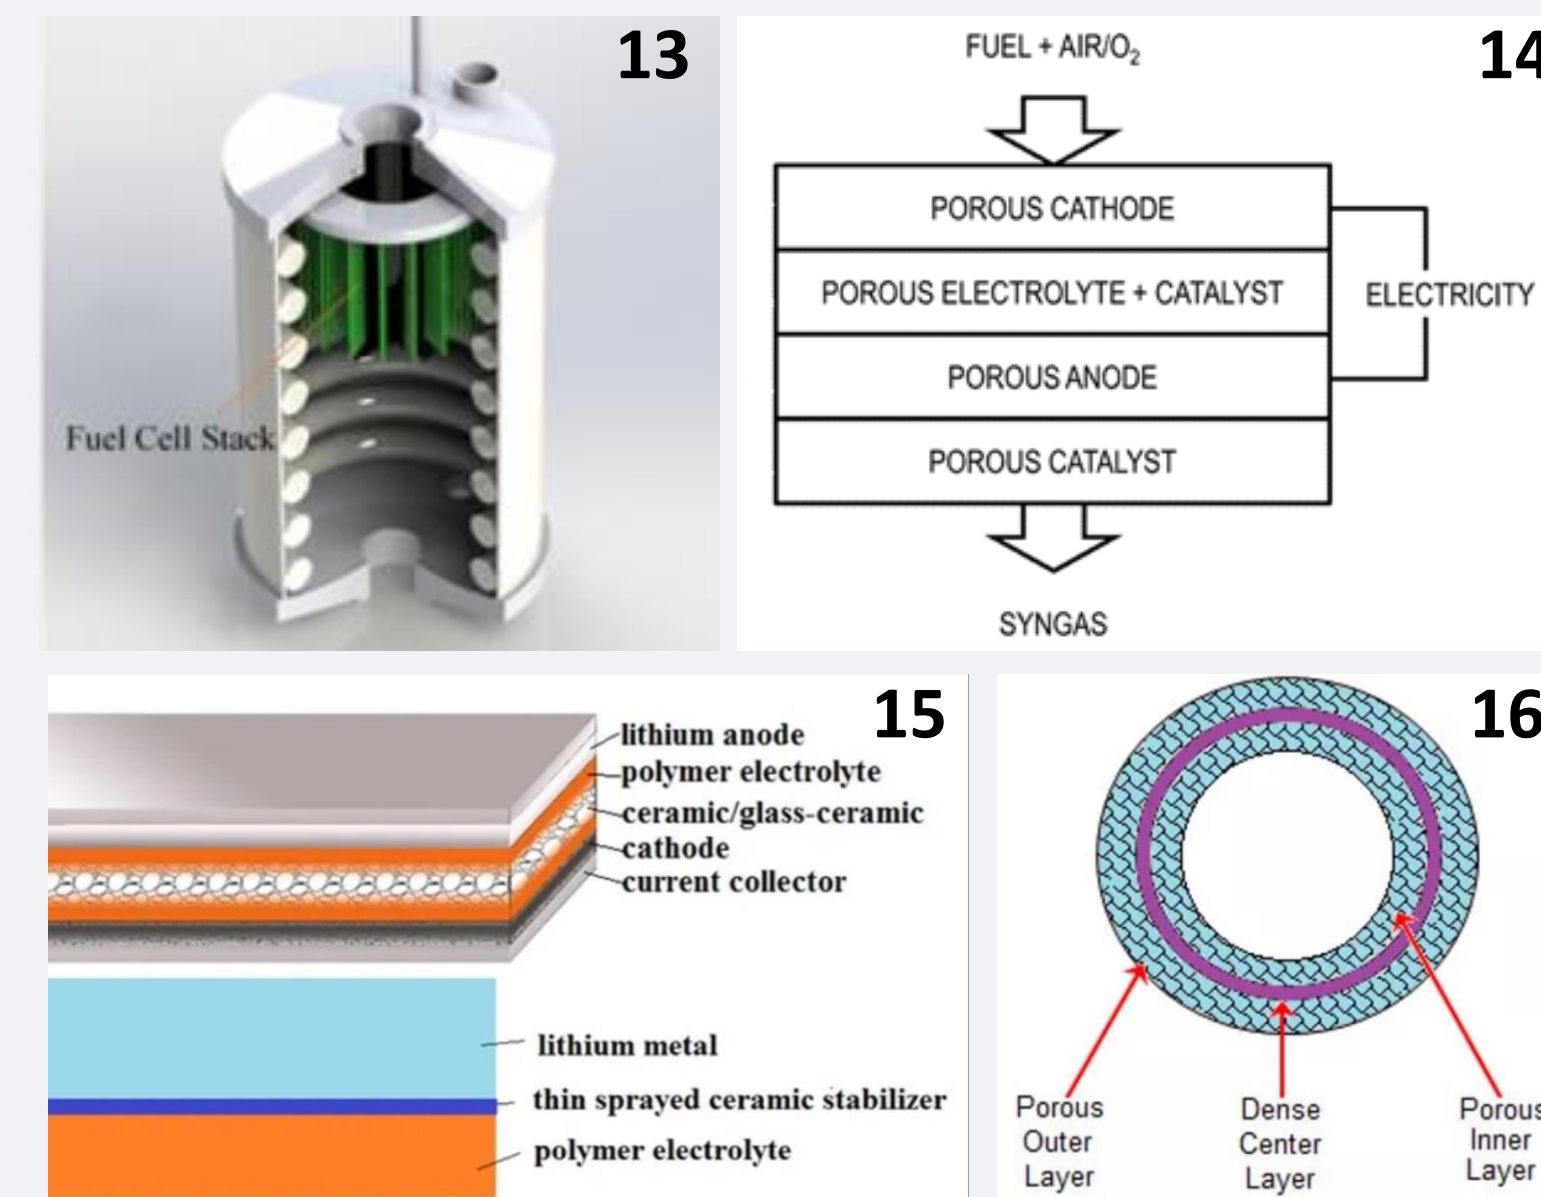 13
Fuel Cell Stack
14
FUEL + AIR/O₂
POROUS CATHODE
POROUS ELECTROLYTE + CATALYST
POROUS ANODE
POROUS CATALYST
ELECTRICITY
SYNGAS
15
lithium anode
polymer electrolyte
ceramic/glass-ceramic
cathode
current collector
lithium metal
thin sprayed ceramic stabilizer
polymer electrolyte
16
Porous
Outer
Layer
Dense
Center
Layer
Porous
Inner
Layer